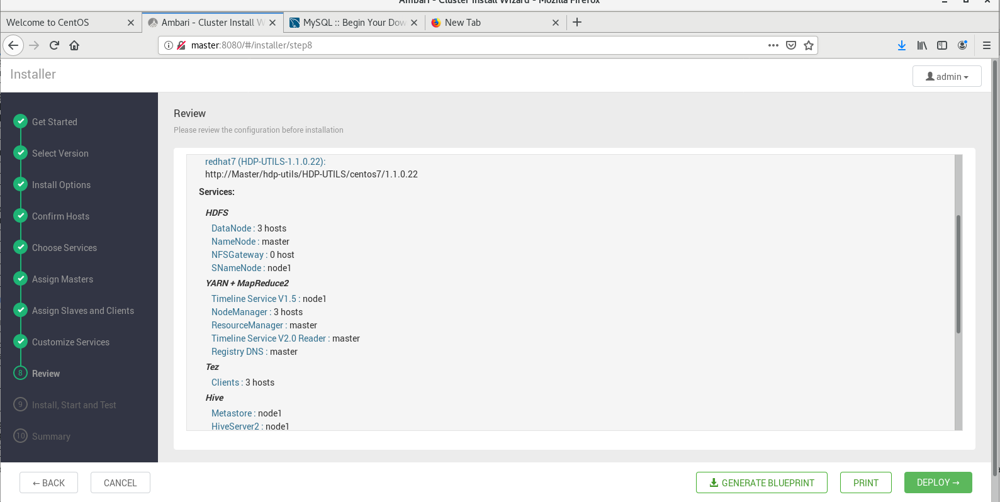 Ambari - Cluster Install Wizard - Mozilla Firefox
Welcome to CentOS
Ambari - Cluster Install W
MySQL :: Begin Your Dow
New Tab
master:8080/#/installer/step8
Installer
admin
Get Started
Select Version
Install Options
Confirm Hosts
Choose Services
Assign Masters
Assign Slaves and Clients
Customize Services
8 Review
9 Install, Start and Test
10 Summary
Review
Please review the configuration before installation
redhat7 (HDP-UTILS-1.1.0.22):
http://Master/hdp-utils/HDP-UTILS/centos7/1.1.0.22
Services:
HDFS
DataNode : 3 hosts
NameNode : master
NFSGateway : 0 host
SNameNode : node1
YARN + MapReduce2
Timeline Service V1.5 : node1
NodeManager : 3 hosts
ResourceManager : master
Timeline Service V2.0 Reader : master
Registry DNS : master
Tez
Clients : 3 hosts
Hive
Metastore : node1
HiveServer2 : node1
← BACK
CANCEL
GENERATE BLUEPRINT
PRINT
DEPLOY →